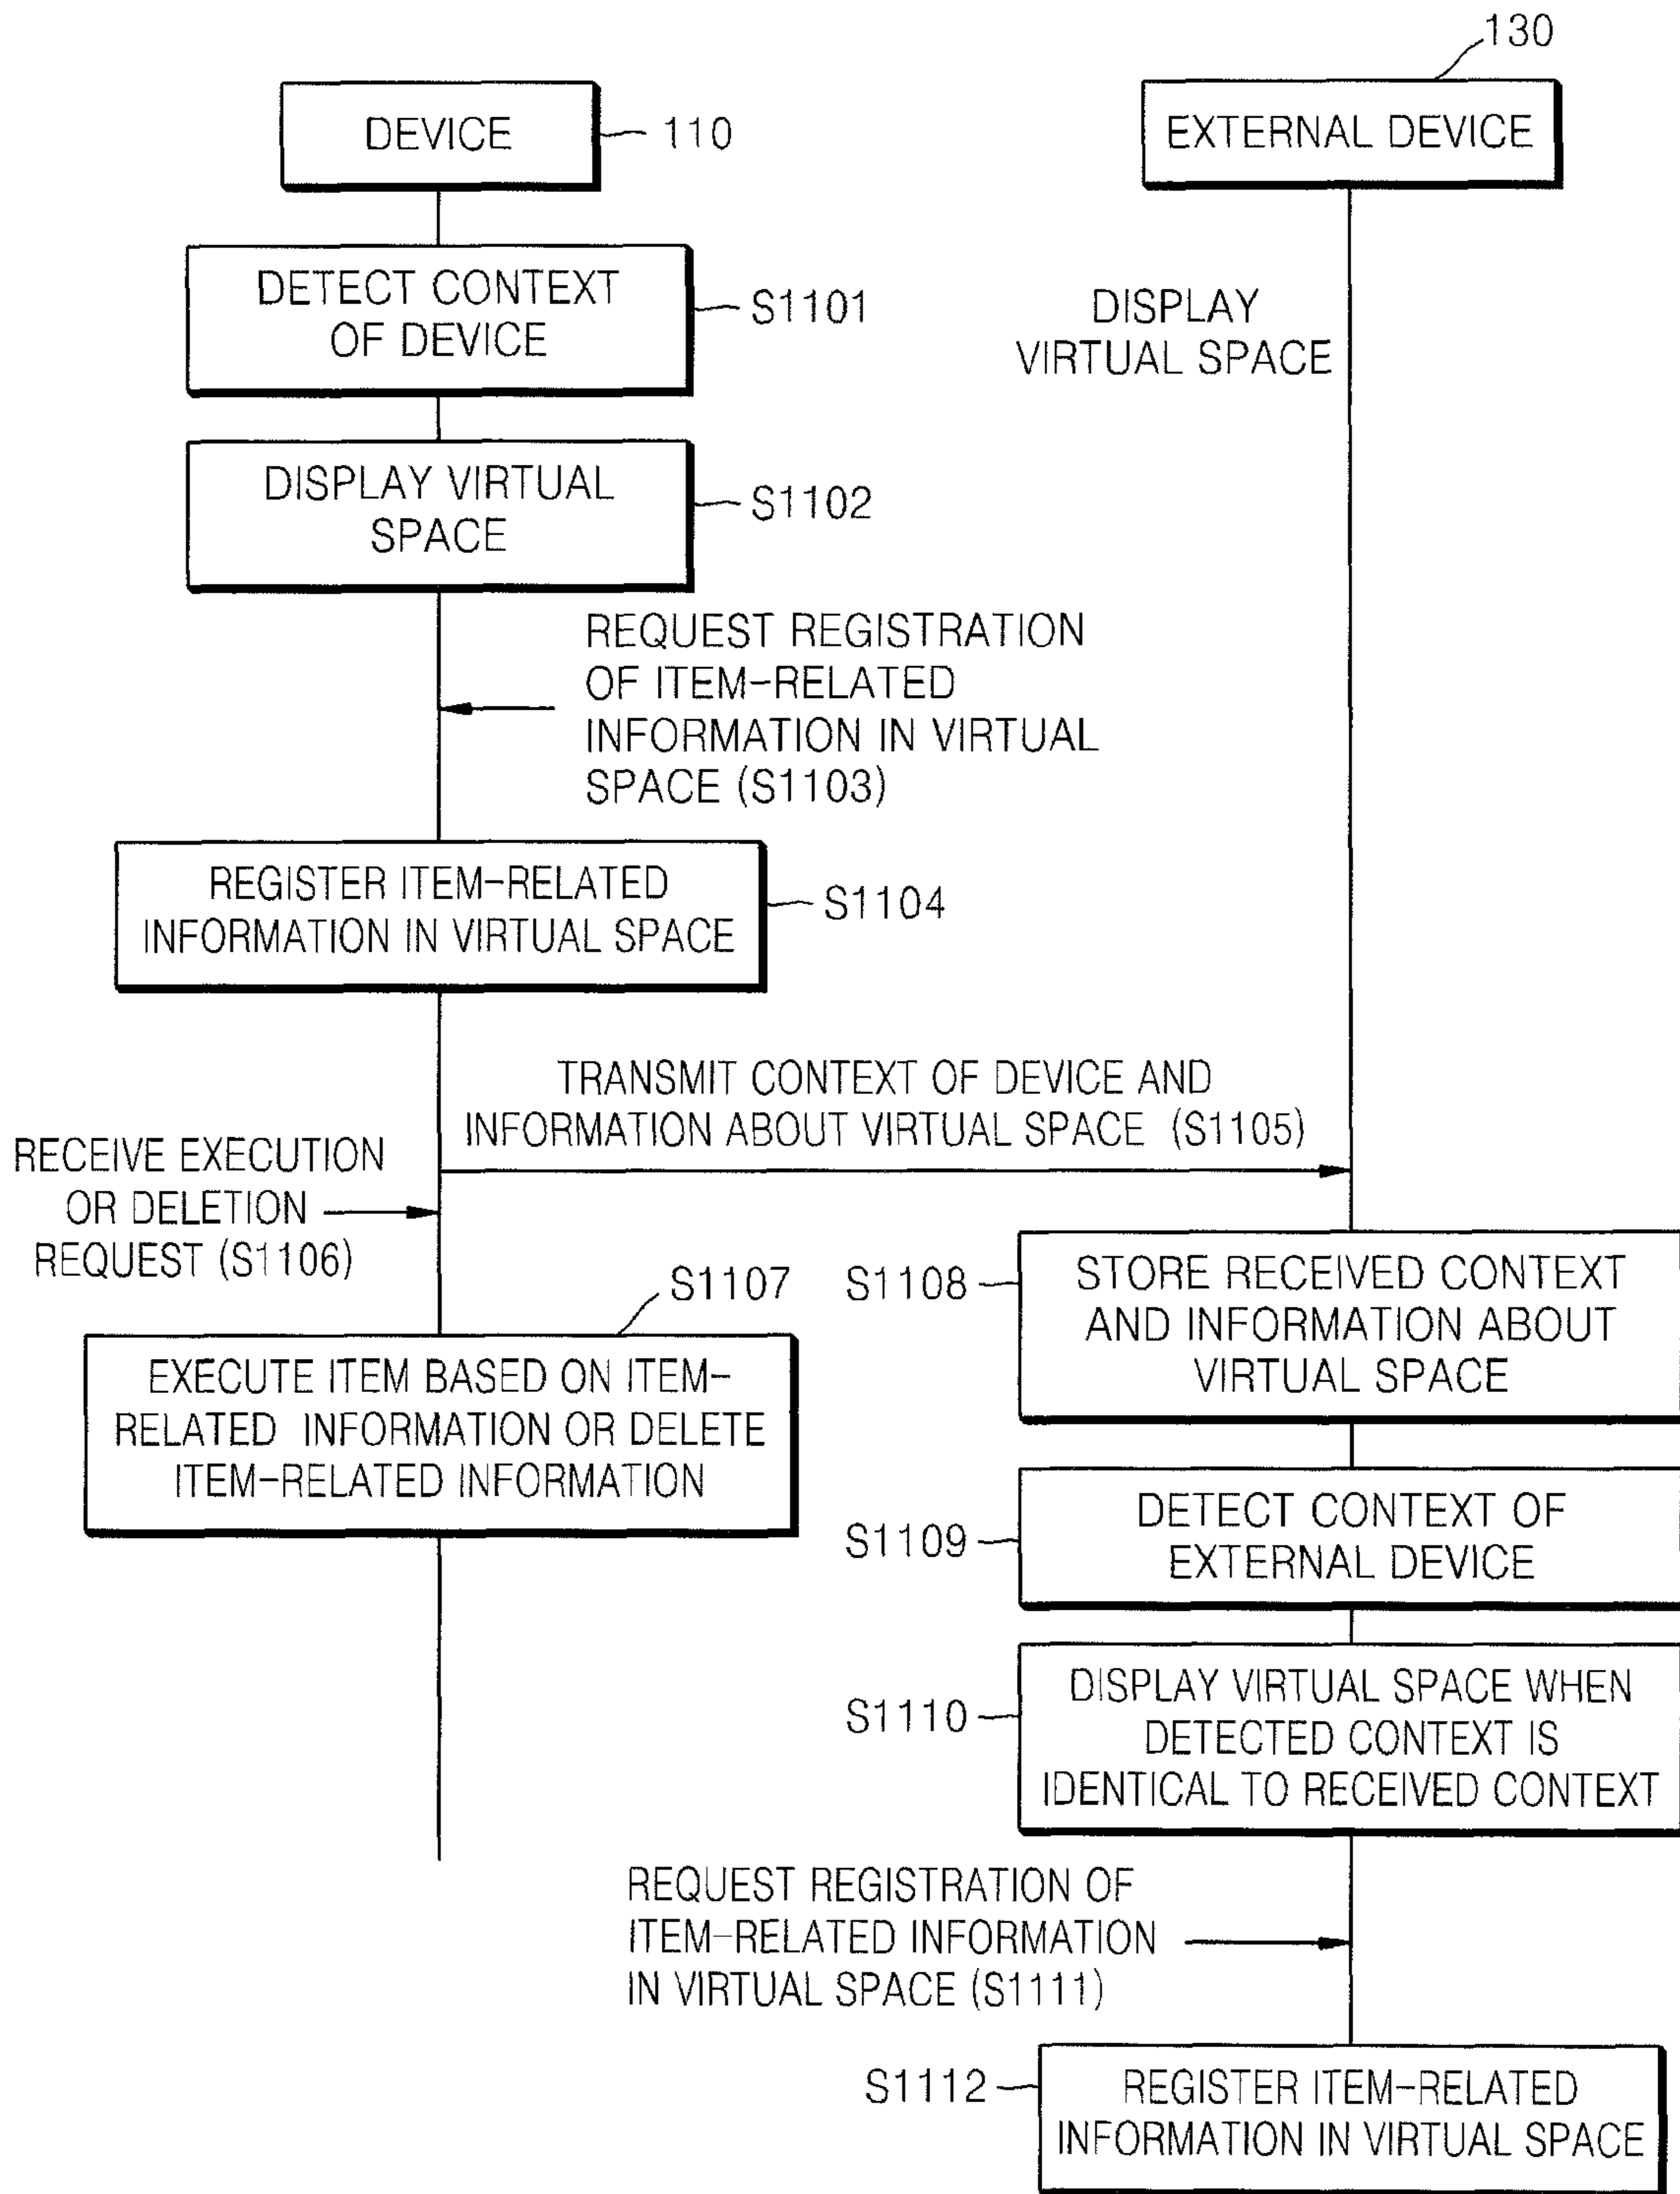 130
DEVICE
110
EXTERNAL DEVICE
DETECT CONTEXT
OF DEVICE
S1101
DISPLAY
VIRTUAL SPACE
DISPLAY VIRTUAL
SPACE
S1102
REQUEST REGISTRATION
OF ITEM-RELATED
INFORMATION IN VIRTUAL
SPACE (S1103)
REGISTER ITEM-RELATED
INFORMATION IN VIRTUAL SPACE
S1104
TRANSMIT CONTEXT OF DEVICE AND
INFORMATION ABOUT VIRTUAL SPACE (S1105)
RECEIVE EXECUTION
OR DELETION
REQUEST (S1106)
S1107
EXECUTE ITEM BASED ON ITEM-
RELATED INFORMATION OR DELETE
ITEM-RELATED INFORMATION
S1108
STORE RECEIVED CONTEXT
AND INFORMATION ABOUT
VIRTUAL SPACE
S1109
DETECT CONTEXT OF
EXTERNAL DEVICE
S1110
DISPLAY VIRTUAL SPACE WHEN
DETECTED CONTEXT IS
IDENTICAL TO RECEIVED CONTEXT
REQUEST REGISTRATION OF
ITEM-RELATED INFORMATION
IN VIRTUAL SPACE (S1111)
S1112
REGISTER ITEM-RELATED
INFORMATION IN VIRTUAL SPACE